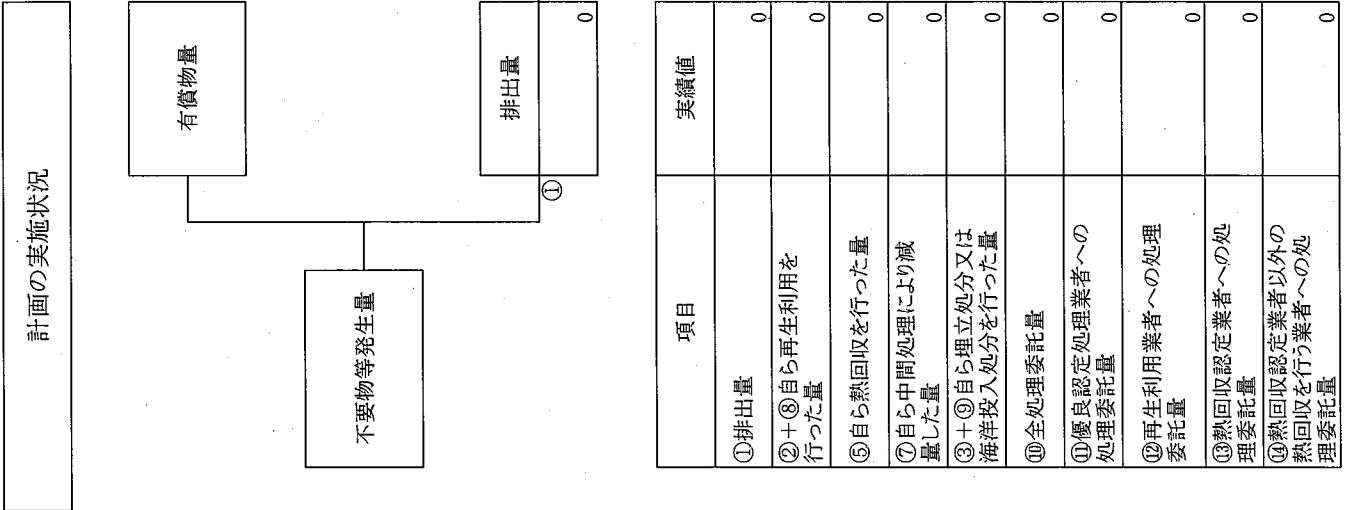 計画の実施状況
有償物量
不要物等発生量
排出量
①
0
項目
実績値
①排出量
0
②+⑧自ら再生利用を
行った量
0
⑤自ら熱回収を行った量
0
⑦自ら中間処理により減
量した量
0
③+⑨自ら埋立処分又は
海洋投入処分を行った量
0
⑩全処理委託量
0
⑪優良認定処理業者への
処理委託量
0
⑫再生利用業者への処理
委託量
0
⑬熱回収認定業者への処
理委託量
0
⑭熱回収認定業者以外の
熱回収を行う業者への処
理委託量
0